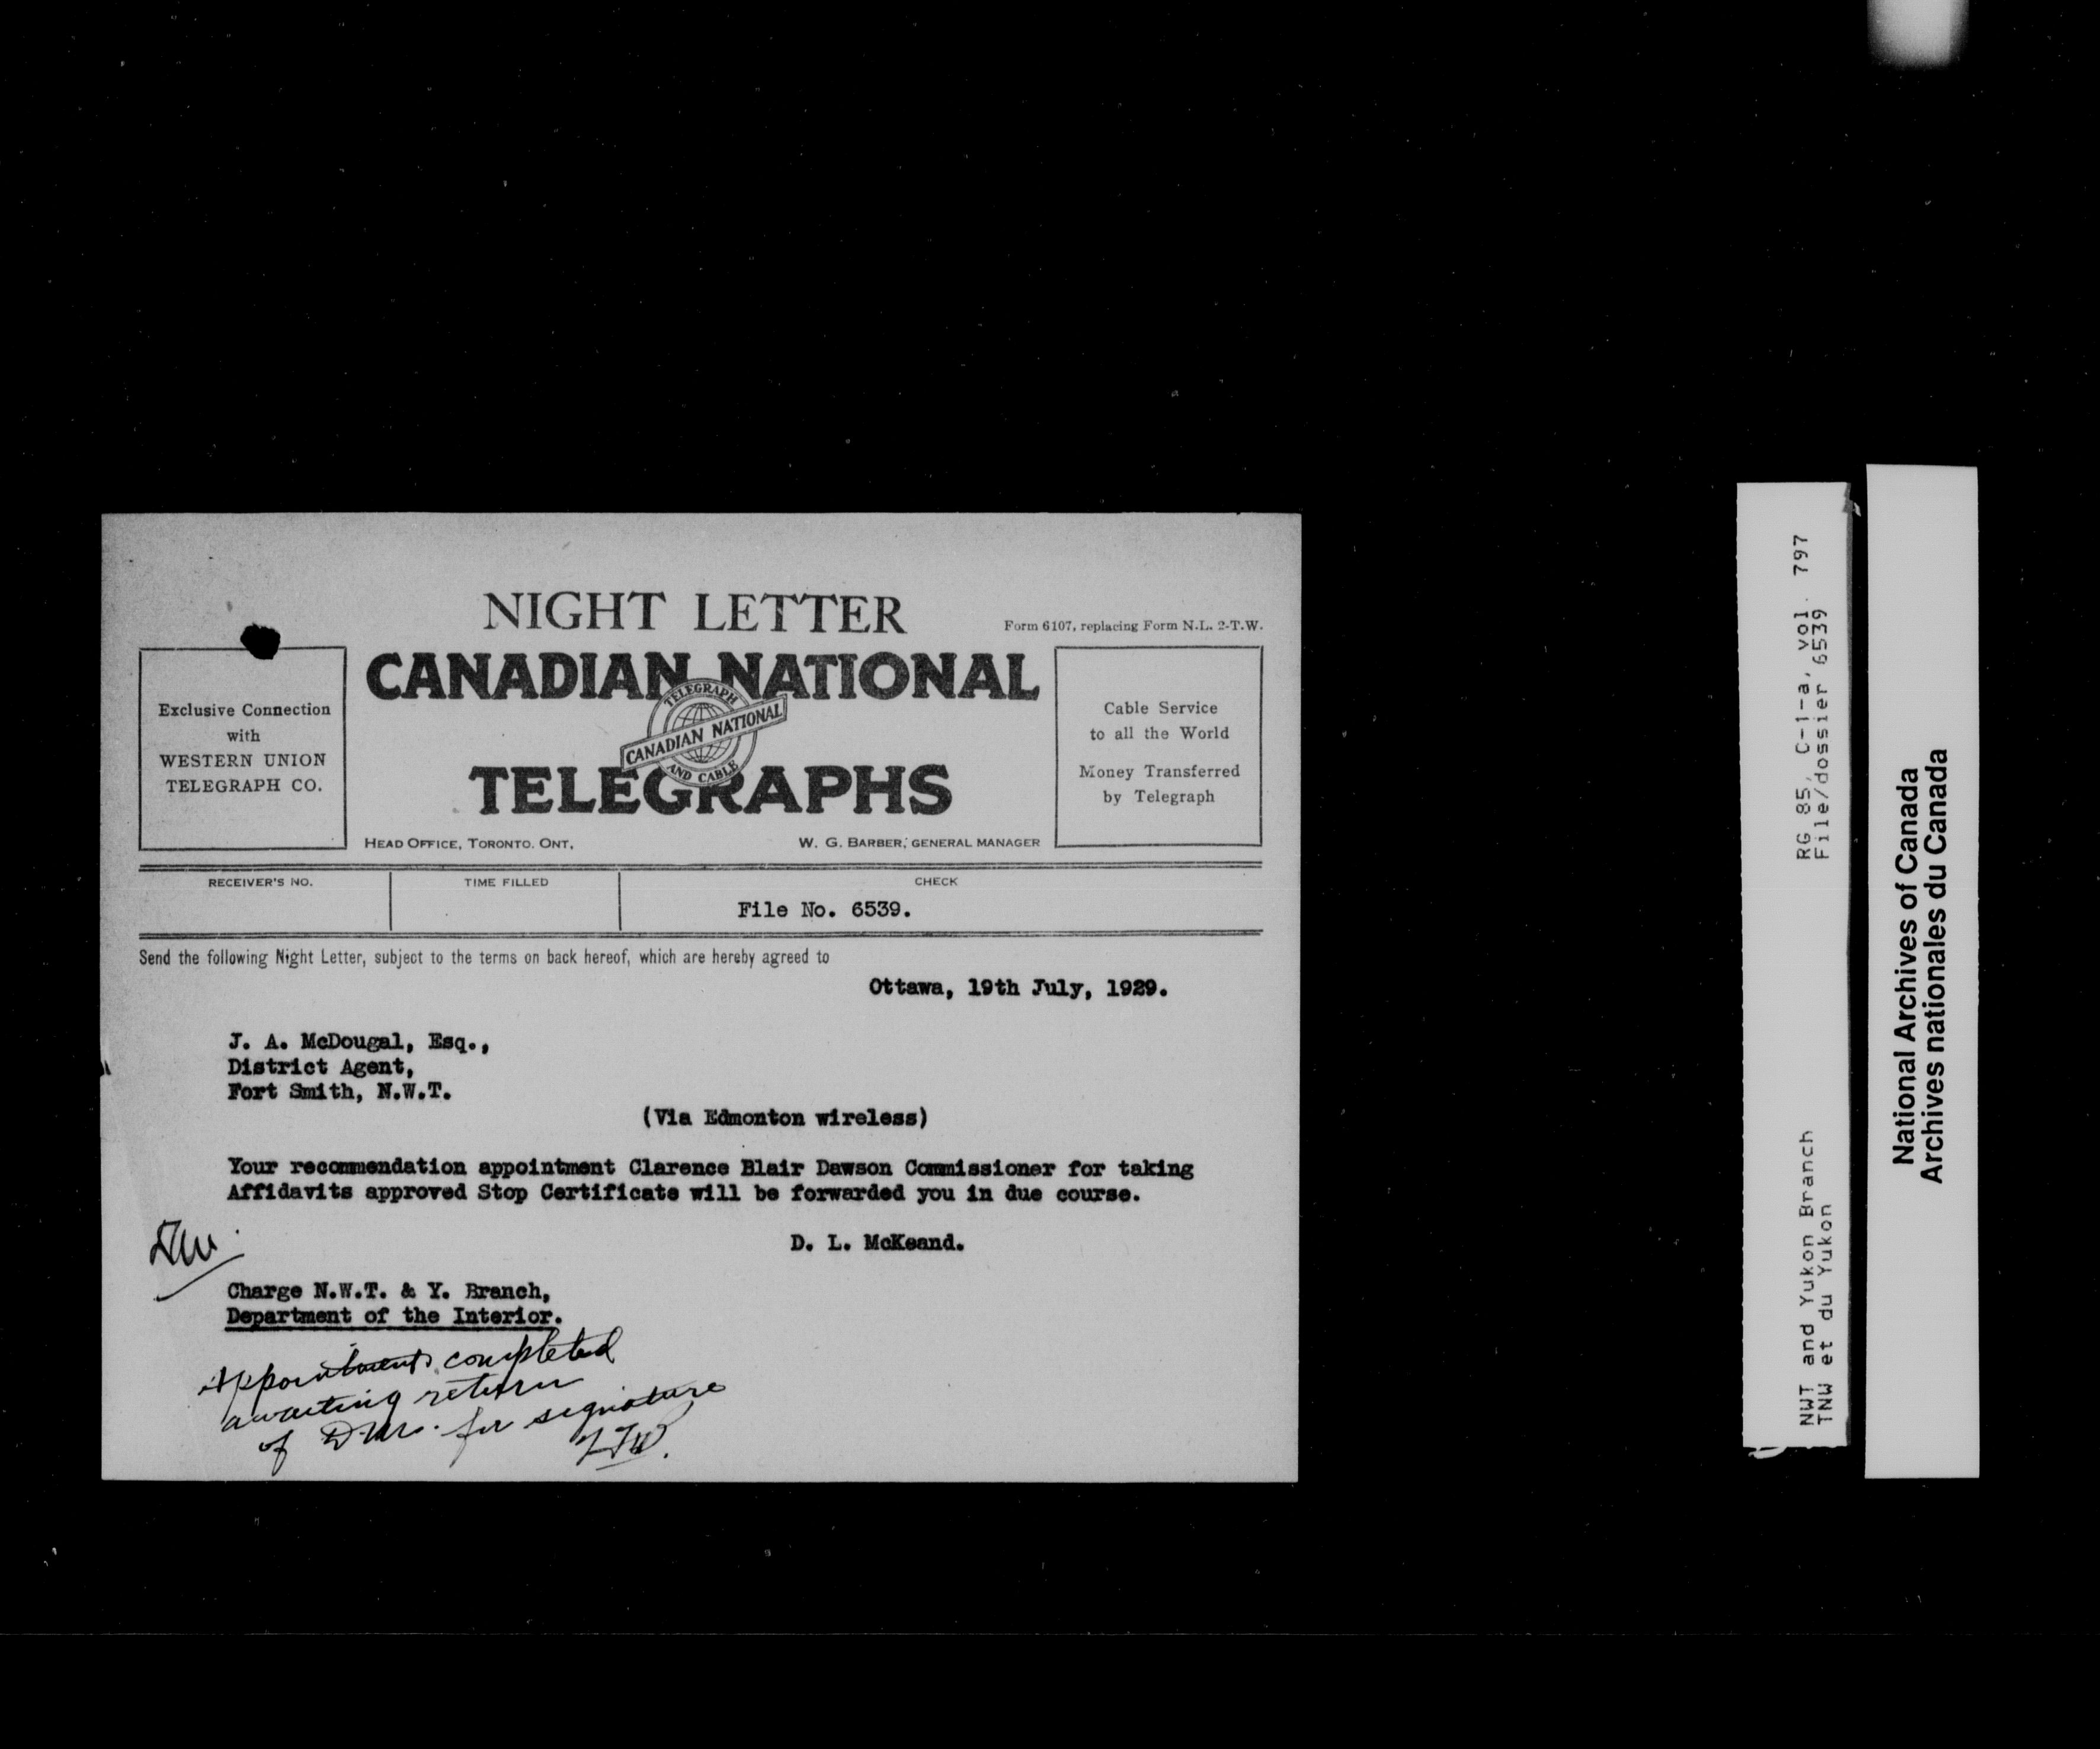 NIGHT LETTER
Form 6107, replacing Form N.L. 2-T.W.
CANADIAN NATIONAL
TELEGRAPH
CANADIAN NATIONAL
AND CABLE
TELEGRAPHS
Exclusive Connection
with
WESTERN UNION
TELEGRAPH CO.
Cable Service
to all the World
Money Transferred
by Telegraph
HEAD OFFICE, TORONTO. ONT.
W. G. BARBER, GENERAL MANAGER
RECEIVER'S NO.
TIME FILLED
CHECK
File No. 6539.
Send the following Night Letter, subject to the terms on back hereof, which are hereby agreed to
Ottawa, 19th July, 1929.
J. A. McDougal, Esq.,
District Agent,
Fort Smith, N.W.T.
(Via Edmonton wireless)
Your recommendation appointment Clarence Blair Dawson Commissioner for taking
Affidavits approved Stop Certificate will be forwarded you in due course.
D. L. McKeand.
Charge N.W.T. & Y. Branch,
Department of the Interior.
Appointments completed
awaiting return
of for signature
RG 85, C-1-a, vol. 797
File/dossier 6539
NWT and Yukon Branch
TNW et du Yukon
National Archives of Canada
Archives nationales du Canada